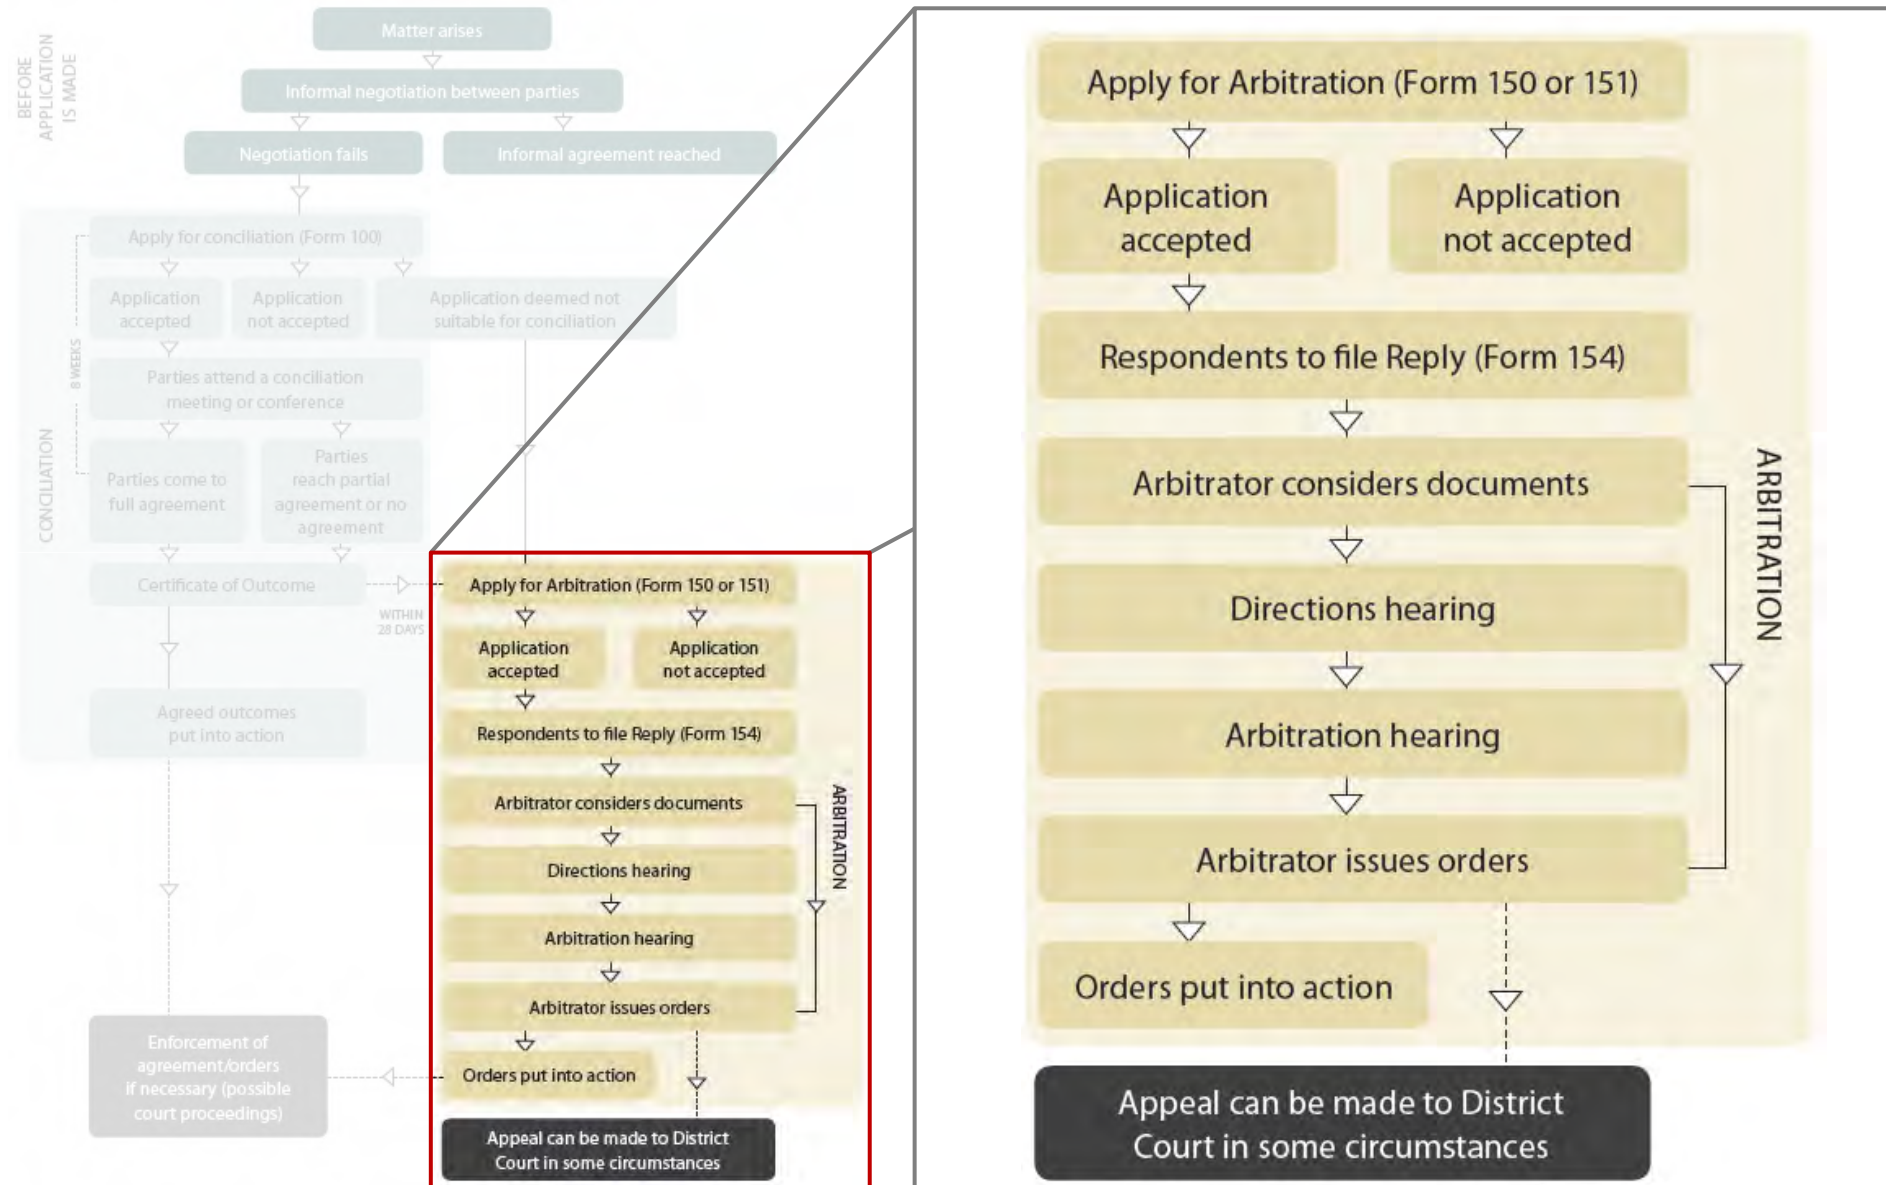 BEFORE
APPLICATION
IS MADE
Matter arises
Informal negotiation between parties
Negotiation fails
Informal agreement reached
CONCILIATION
8 WEEKS
Apply for conciliation (Form 100)
Application
accepted
Application
not accepted
Application deemed not
suitable for conciliation
Parties attend a conciliation
meeting or conference
Parties come to
full agreement
Parties
reach partial
agreement or no
agreement
Certificate of Outcome
WITHIN
28 DAYS
Agreed outcomes
put into action
Enforcement of
agreement/orders
if necessary (possible
court proceedings)
Apply for Arbitration (Form 150 or 151)
Application
accepted
Application
not accepted
Respondents to file Reply (Form 154)
Arbitrator considers documents
Directions hearing
Arbitration hearing
Arbitrator issues orders
Orders put into action
ARBITRATION
Appeal can be made to District
Court in some circumstances
Apply for Arbitration (Form 150 or 151)
Application
accepted
Application
not accepted
Respondents to file Reply (Form 154)
Arbitrator considers documents
Directions hearing
Arbitration hearing
Arbitrator issues orders
Orders put into action
ARBITRATION
Appeal can be made to District
Court in some circumstances